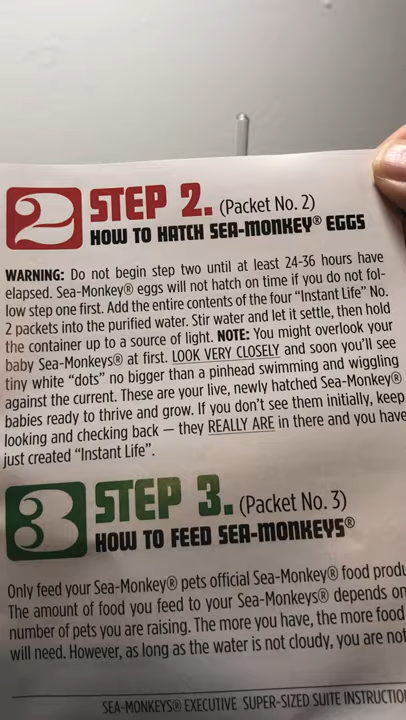 2 STEP 2. (Packet No. 2)
HOW TO HATCH SEA-MONKEY® EGGS
WARNING: Do not begin step two until at least 24-36 hours have
elapsed. Sea-Monkey® eggs will not hatch on time if you do not fol-
low step one first. Add the entire contents of the four “Instant Life” No.
2 packets into the purified water. Stir water and let it settle, then hold
the container up to a source of light. NOTE: You might overlook your
baby Sea-Monkeys® at first. LOOK VERY CLOSELY and soon you’ll see
tiny white “dots” no bigger than a pinhead swimming and wiggling
against the current. These are your live, newly hatched Sea-Monkey®
babies ready to thrive and grow. If you don’t see them initially, keep
looking and checking back — they REALLY ARE in there and you have
just created “Instant Life”.
3 STEP 3. (Packet No. 3)
HOW TO FEED SEA-MONKEYS®
Only feed your Sea-Monkey® pets official Sea-Monkey® food produ
The amount of food you feed to your Sea-Monkeys® depends on
number of pets you are raising. The more you have, the more food
will need. However, as long as the water is not cloudy, you are not
SEA-MONKEYS® EXECUTIVE SUPER-SIZED SUITE INSTRUCTIO